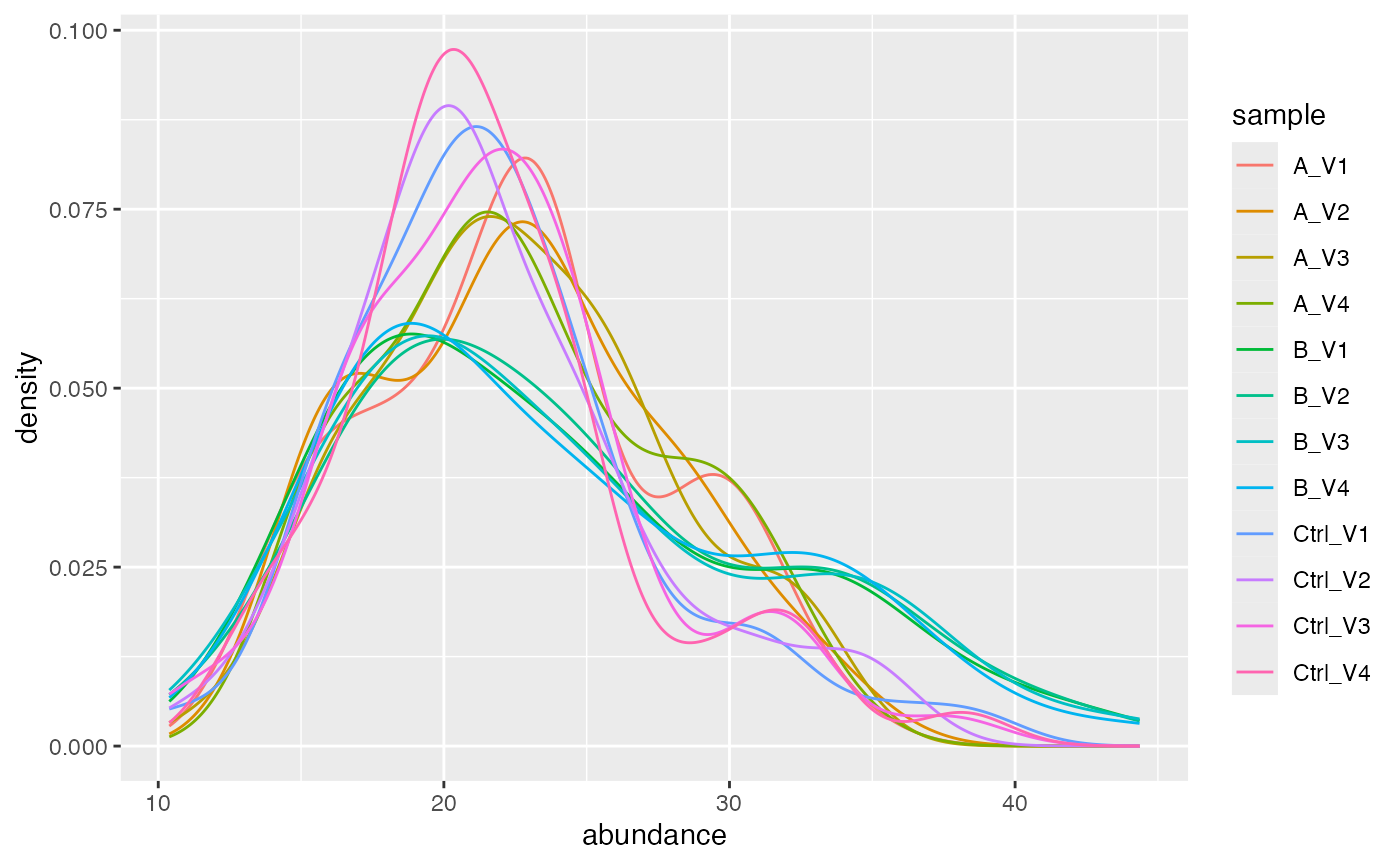 0.100
0.075
0.050
0.025
0.000
density
10 20 30 40
abundance
sample
A_V1
A_V2
A_V3
A_V4
B_V1
B_V2
B_V3
B_V4
Ctrl_V1
Ctrl_V2
Ctrl_V3
Ctrl_V4